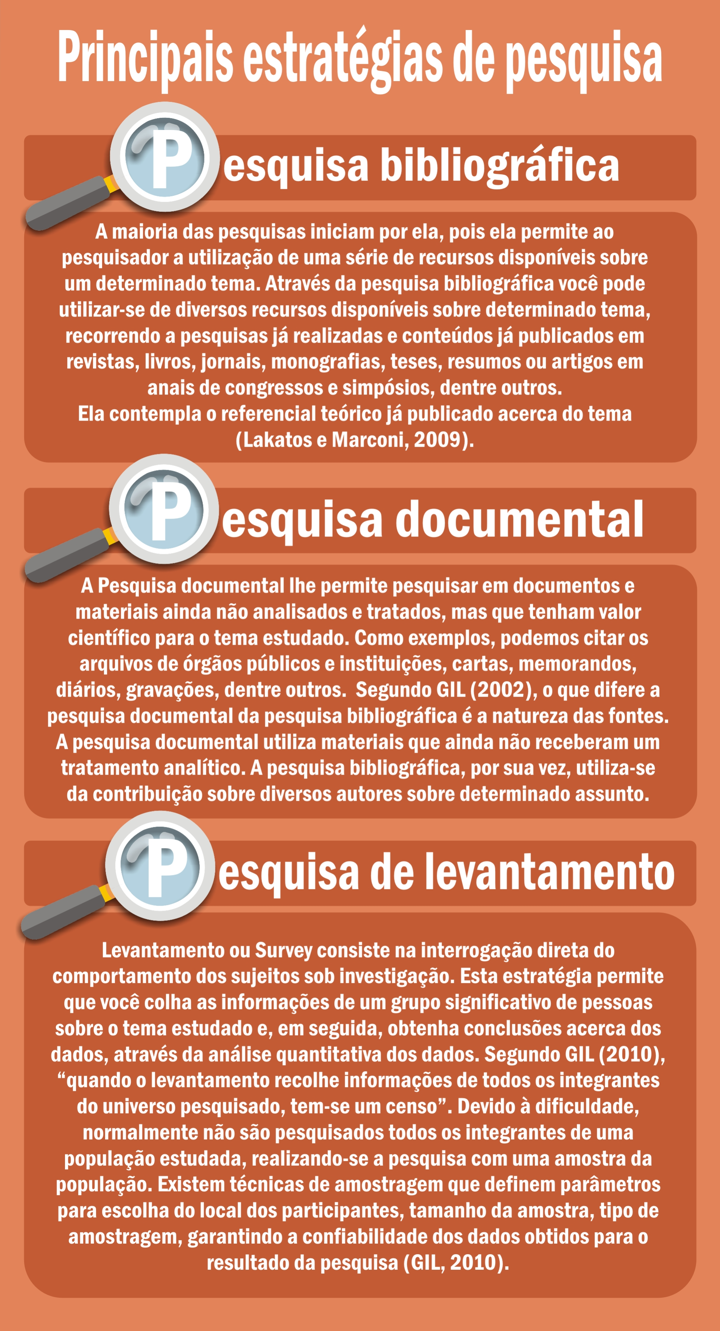 Principais estratégias de pesquisa
Pesquisa bibliográfica
A maioria das pesquisas iniciam por ela, pois ela permite ao
pesquisador a utilização de uma série de recursos disponíveis sobre
um determinado tema. Através da pesquisa bibliográfica você pode
utilizar-se de diversos recursos disponíveis sobre determinado tema,
recorrendo a pesquisas já realizadas e conteúdos já publicados em
revistas, livros, jornais, monografias, teses, resumos ou artigos em
anais de congressos e simpósios, dentre outros.
Ela contempla o referencial teórico já publicado acerca do tema
(Lakatos e Marconi, 2009).
Pesquisa documental
A Pesquisa documental lhe permite pesquisar em documentos e
materiais ainda não analisados e tratados, mas que tenham valor
científico para o tema estudado. Como exemplos, podemos citar os
arquivos de órgãos públicos e instituições, cartas, memorandos,
diários, gravações, dentre outros.  Segundo GIL (2002), o que difere a
pesquisa documental da pesquisa bibliográfica é a natureza das fontes.
A pesquisa documental utiliza materiais que ainda não receberam um
tratamento analítico. A pesquisa bibliográfica, por sua vez, utiliza-se
da contribuição sobre diversos autores sobre determinado assunto.
Pesquisa de levantamento
Levantamento ou Survey consiste na interrogação direta do
comportamento dos sujeitos sob investigação. Esta estratégia permite
que você colha as informações de um grupo significativo de pessoas
sobre o tema estudado e, em seguida, obtenha conclusões acerca dos
dados, através da análise quantitativa dos dados. Segundo GIL (2010),
“quando o levantamento recolhe informações de todos os integrantes
do universo pesquisado, tem-se um censo”. Devido à dificuldade,
normalmente não são pesquisados todos os integrantes de uma
população estudada, realizando-se a pesquisa com uma amostra da
população. Existem técnicas de amostragem que definem parâmetros
para escolha do local dos participantes, tamanho da amostra, tipo de
amostragem, garantindo a confiabilidade dos dados obtidos para o
resultado da pesquisa (GIL, 2010).